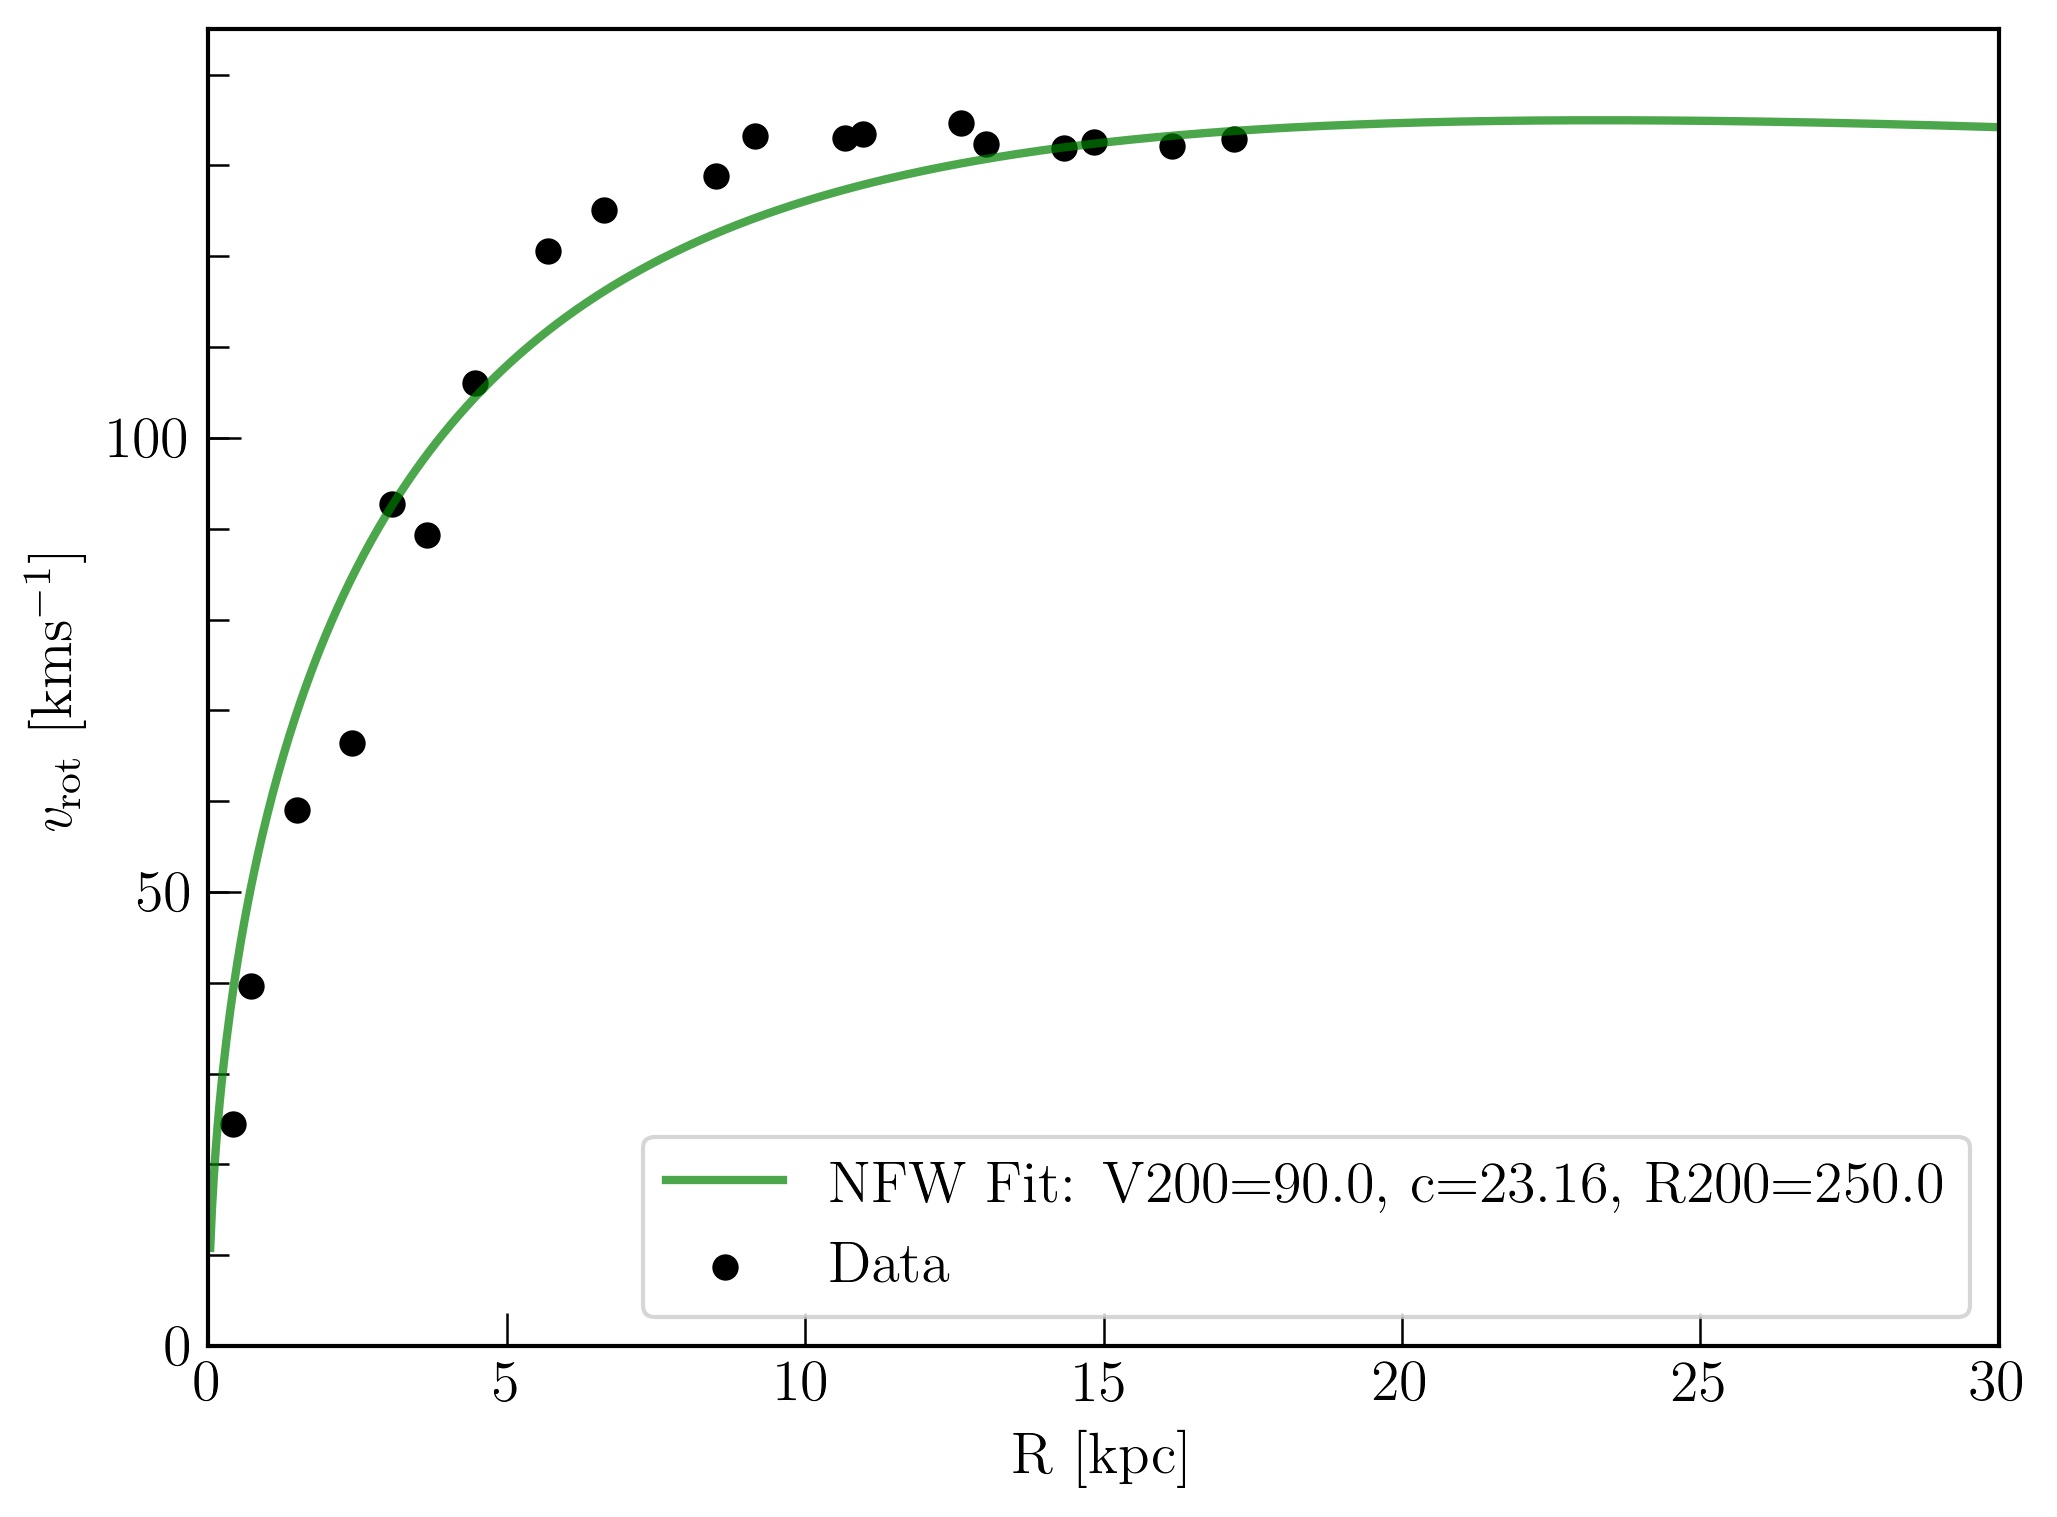 100
50
0
v_rot [kms⁻¹]
NFW Fit: V200=90.0, c=23.16, R200=250.0
Data
0 5 10 15 20 25 30
R [kpc]